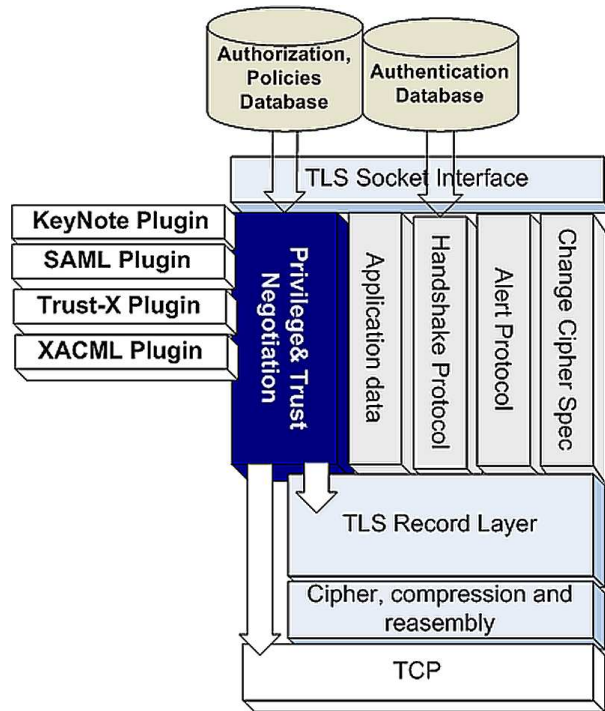 Authorization,
Policies
Database
Authentication
Database
TLS Socket Interface
KeyNote Plugin
SAML Plugin
Trust-X Plugin
XACML Plugin
Privilege& Trust
Negotiation
Application data
Handshake Protocol
Alert Protocol
Change Cipher Spec
TLS Record Layer
Cipher, compression and
reassembly
TCP